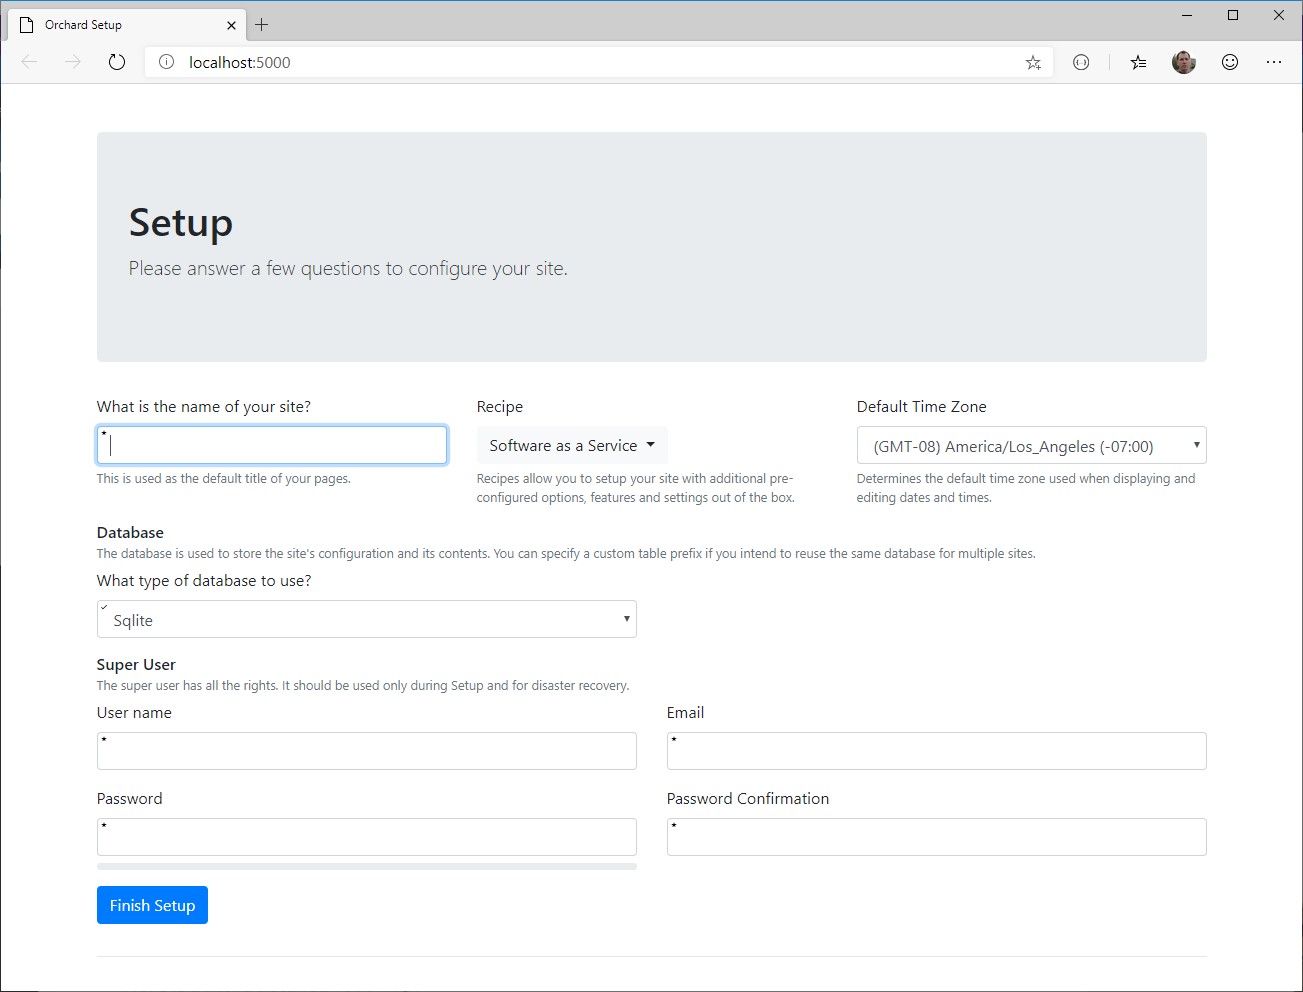 Orchard Setup
localhost:5000
Setup
Please answer a few questions to configure your site.
What is the name of your site?
Recipe
Default Time Zone
*
Software as a Service
(GMT-08) America/Los_Angeles (-07:00)
This is used as the default title of your pages.
Recipes allow you to setup your site with additional pre-
configured options, features and settings out of the box.
Determines the default time zone used when displaying and
editing dates and times.
Database
The database is used to store the site's configuration and its contents. You can specify a custom table prefix if you intend to reuse the same database for multiple sites.
What type of database to use?
Sqlite
Super User
The super user has all the rights. It should be used only during Setup and for disaster recovery.
User name
Email
*
*
Password
Password Confirmation
*
*
Finish Setup